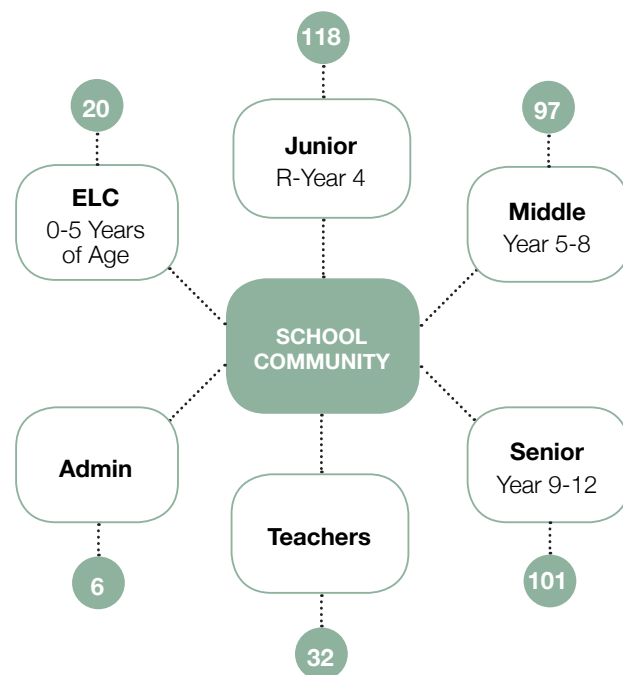 118
20
97
Junior
R-Year 4
ELC
0-5 Years
of Age
Middle
Year 5-8
SCHOOL
COMMUNITY
Admin
Senior
Year 9-12
Teachers
6
101
32